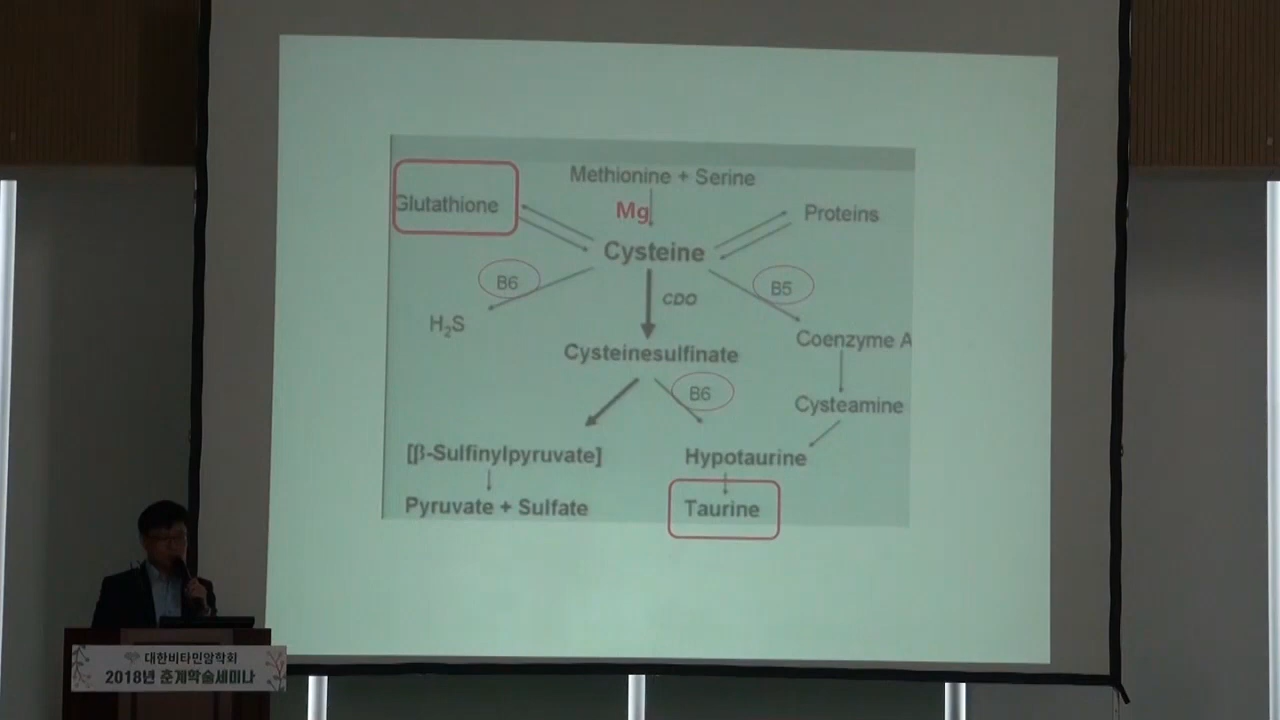 Methionine + Serine
Glutathione
Mg
Proteins
Cysteine
B6
B5
CDO
H₂S
Coenzyme A
Cysteinesulfinate
B6
Cysteamine
[β-Sulfinylpyruvate]
Hypotaurine
Pyruvate + Sulfate
Taurine
대한비타민암학회
2018년 춘계학술세미나